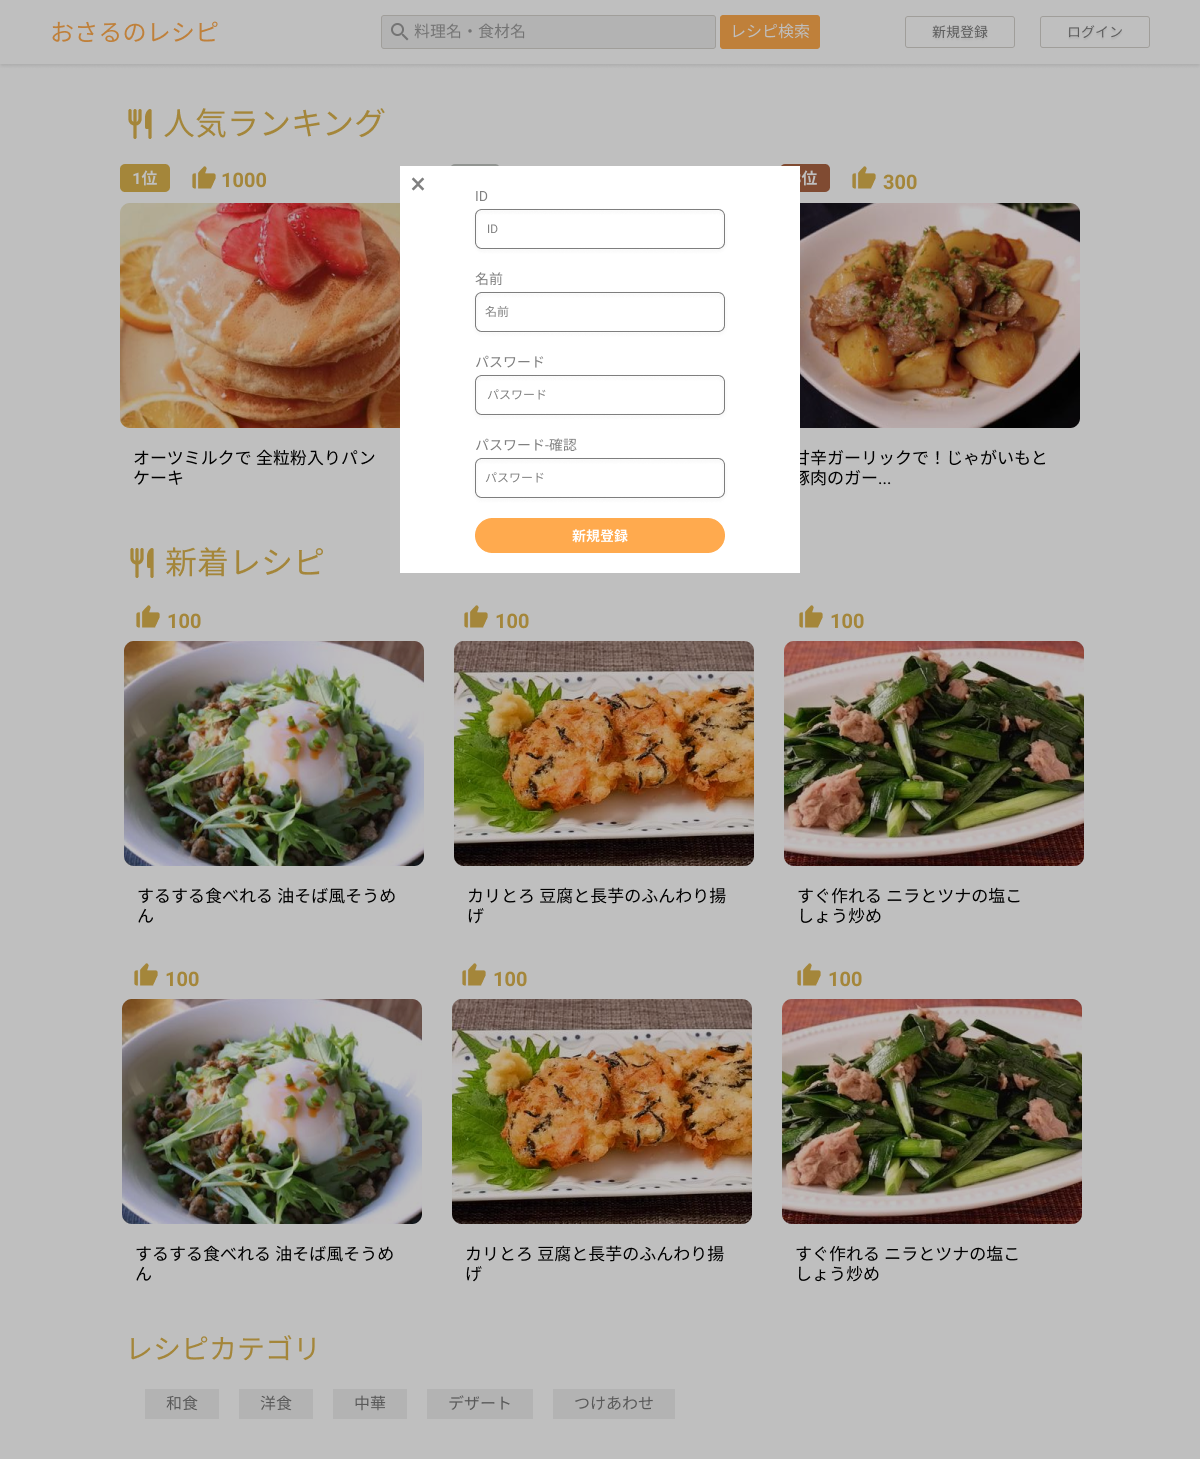 おさるのレシピ
料理名・食材名
レシピ検索
新規登録
ログイン
人気ランキング
1位
1000
位
300
オーツミルクで 全粒粉入りパン
ケーキ
甘辛ガーリックで！じゃがいもと
豚肉のガー...
ID
ID
名前
名前
パスワード
パスワード
パスワード-確認
パスワード
新規登録
新着レシピ
100
100
100
するする食べれる 油そば風そうめ
ん
カリとろ 豆腐と長芋のふんわり揚
げ
すぐ作れる ニラとツナの塩こ
しょう炒め
100
100
100
するする食べれる 油そば風そうめ
ん
カリとろ 豆腐と長芋のふんわり揚
げ
すぐ作れる ニラとツナの塩こ
しょう炒め
レシピカテゴリ
和食
洋食
中華
デザート
つけあわせ